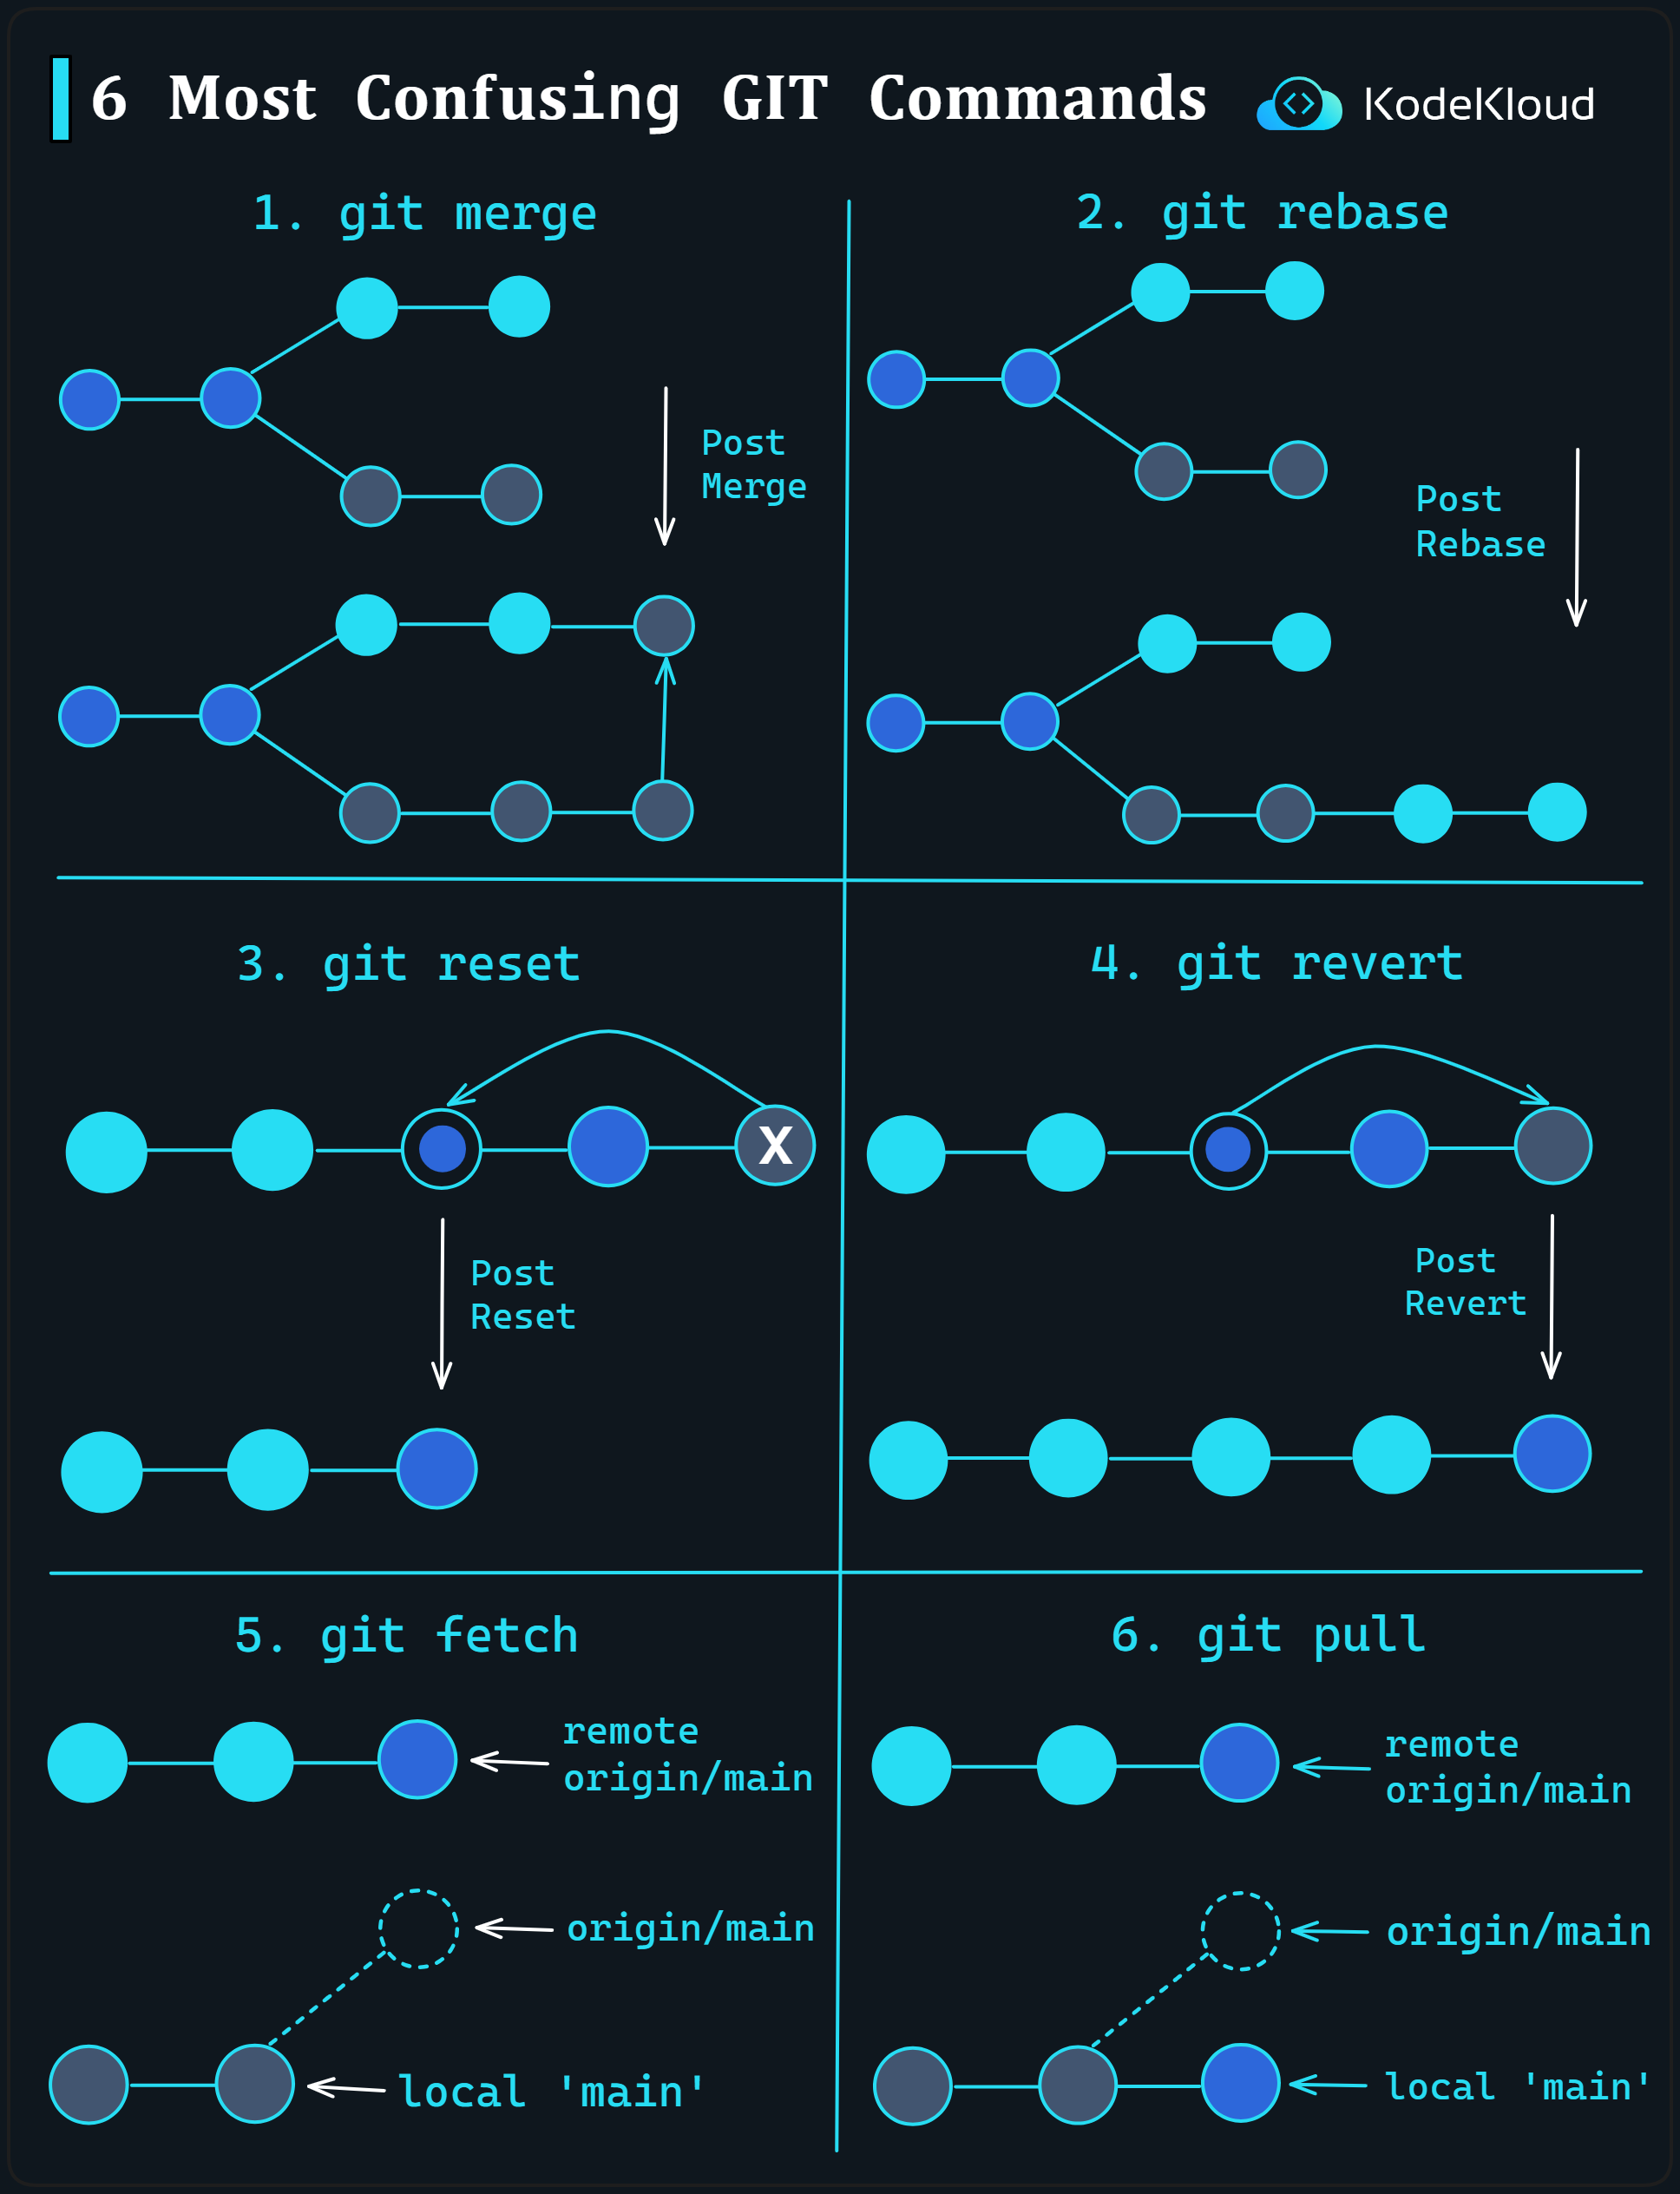 6 Most Confusing GIT Commands
KodeKloud
1. git merge
Post
Merge
2. git rebase
Post
Rebase
3. git reset
X
Post
Reset
4. git revert
Post
Revert
5. git fetch
remote
origin/main
origin/main
local 'main'
6. git pull
remote
origin/main
origin/main
local 'main'